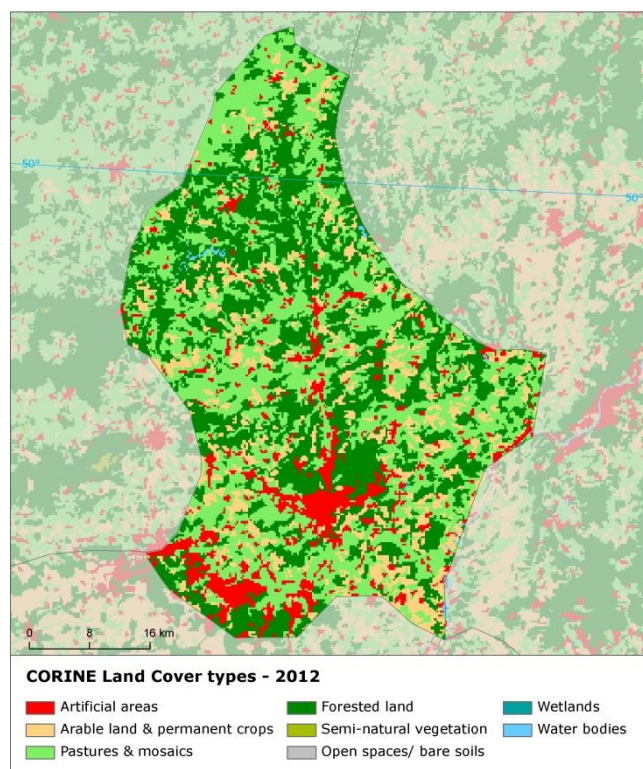 50°
50°
0 8 16 km
CORINE Land Cover types - 2012
Artificial areas
Arable land & permanent crops
Pastures & mosaics
Forested land
Semi-natural vegetation
Open spaces/ bare soils
Wetlands
Water bodies